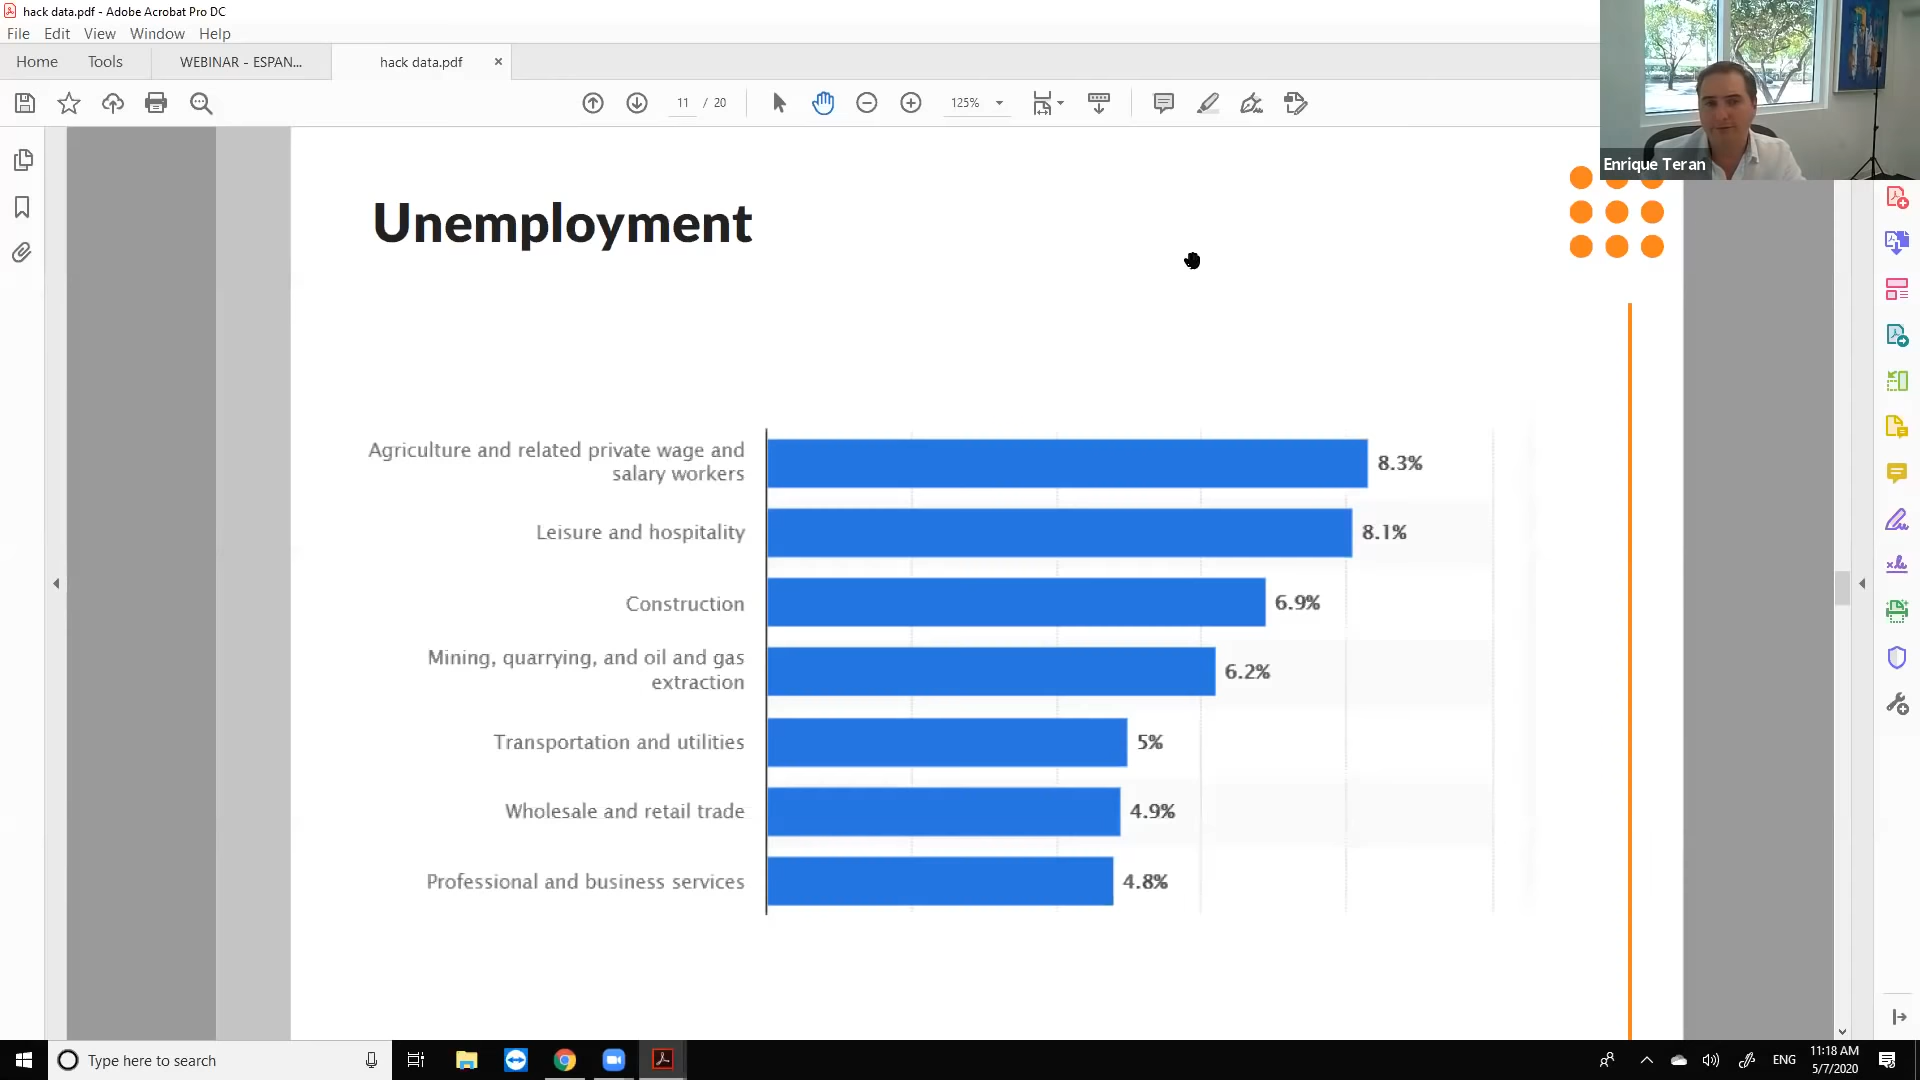 hack data.pdf - Adobe Acrobat Pro DC
File Edit View Window Help
Home Tools WEBINAR - ESPAN... hack data.pdf ×
11 / 20 125%
Enrique Teran
Unemployment
Agriculture and related private wage and
salary workers
8.3%
Leisure and hospitality 8.1%
Construction 6.9%
Mining, quarrying, and oil and gas
extraction
6.2%
Transportation and utilities 5%
Wholesale and retail trade 4.9%
Professional and business services 4.8%
Type here to search
ENG
11:18 AM
5/7/2020